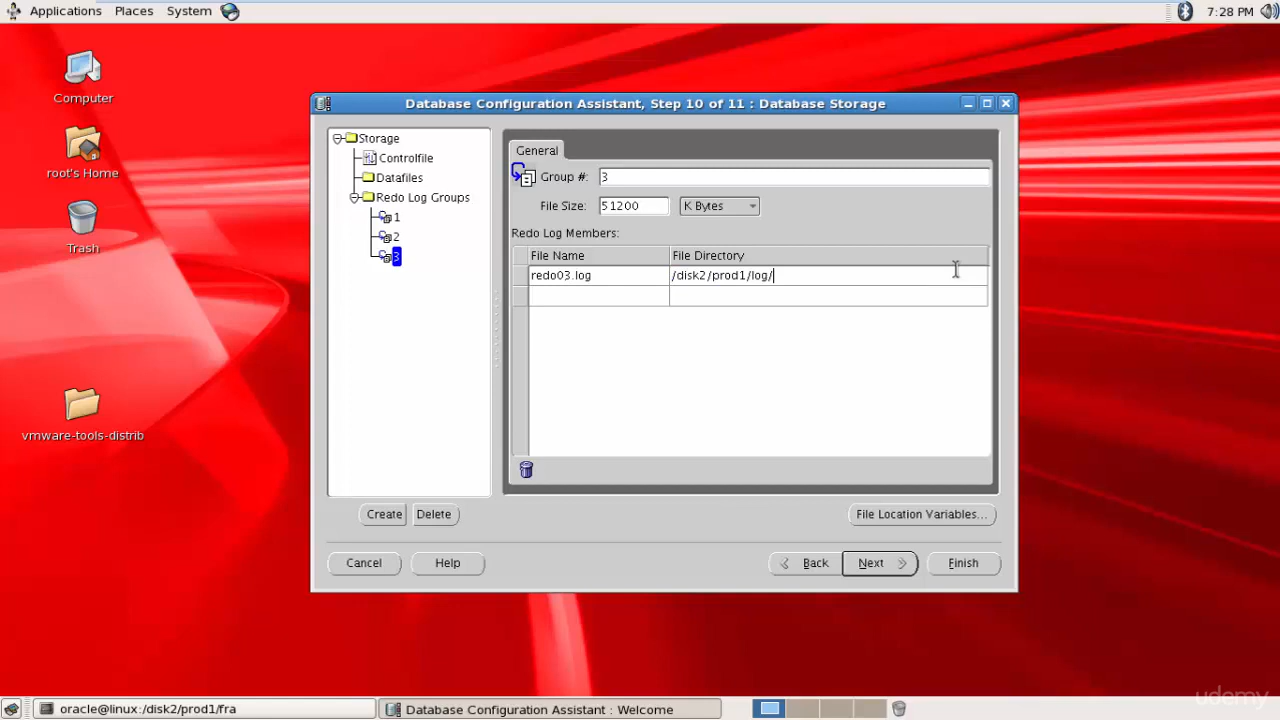 Applications Places System
7:28 PM
Computer
root's Home
Trash
vmware-tools-distrib
Database Configuration Assistant, Step 10 of 11 : Database Storage
Storage
Controlfile
Datafiles
Redo Log Groups
1
2
3
General
Group #: 3
File Size: 51200 K Bytes
Redo Log Members:
File Name File Directory
redo03.log /disk2/prod1/log/
Create Delete File Location Variables...
Cancel Help Back Next Finish
oracle@linux:/disk2/prod1/fra
Database Configuration Assistant : Welcome
udemy